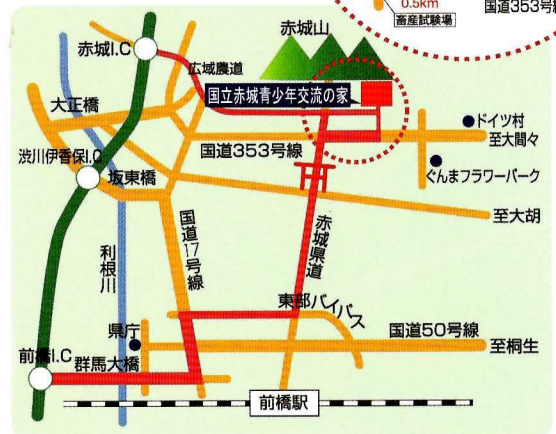 0.5km
畜産試験場
国道353号
赤城山
赤城I.C
広域農道
国立赤城青少年交流の家
大正橋
ドイツ村
至大間々
国道353号線
渋川伊香保I.C
ぐんまフラワーパーク
坂東橋
至大胡
国道17号線
赤城県道
利根川
東部バイパス
県庁
国道50号線
至桐生
前橋I.C
群馬大橋
前橋駅